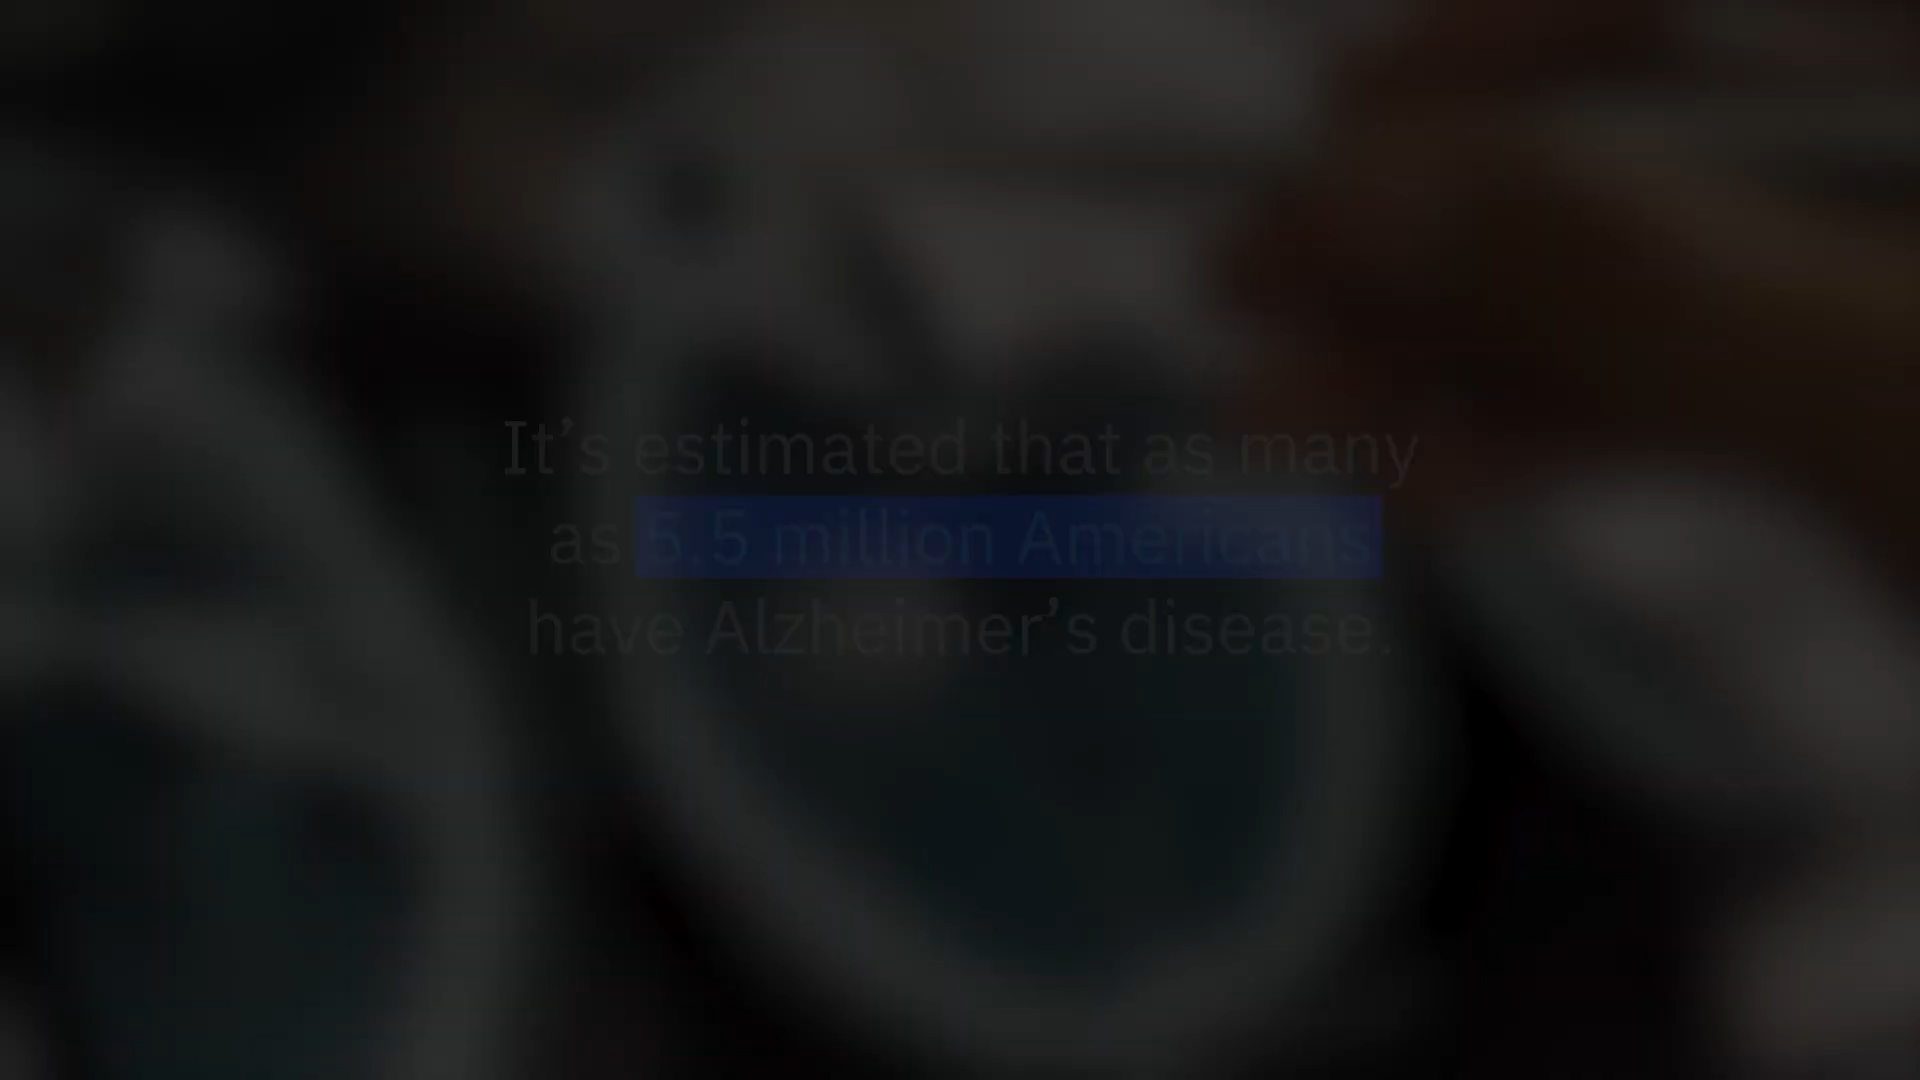 It’s estimated that as many
as 5.5 million Americans
have Alzheimer’s disease.